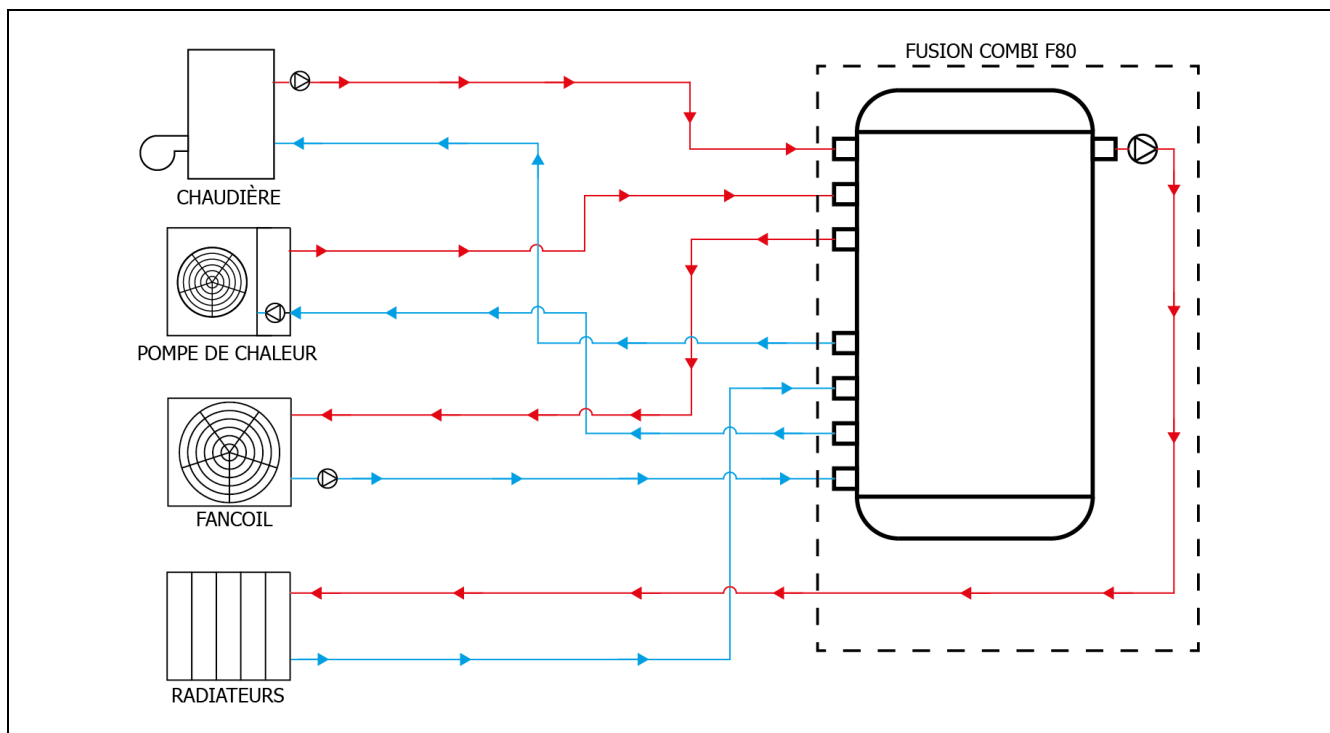 FUSION COMBI F80
CHAUDIÈRE
POMPE DE CHALEUR
FANCOIL
RADIATEURS